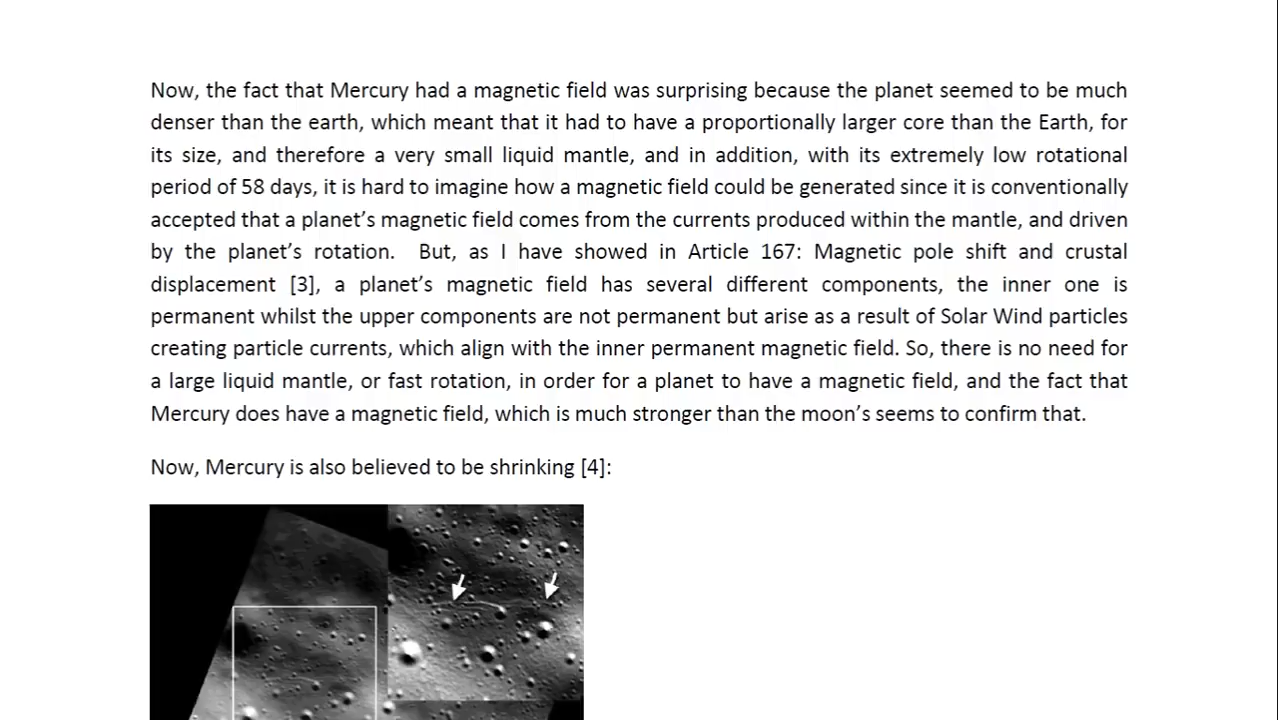 Now, the fact that Mercury had a magnetic field was surprising because the planet seemed to be much
denser than the earth, which meant that it had to have a proportionally larger core than the Earth, for
its size, and therefore a very small liquid mantle, and in addition, with its extremely low rotational
period of 58 days, it is hard to imagine how a magnetic field could be generated since it is conventionally
accepted that a planet’s magnetic field comes from the currents produced within the mantle, and driven
by the planet’s rotation.  But, as I have showed in Article 167: Magnetic pole shift and crustal
displacement [3], a planet’s magnetic field has several different components, the inner one is
permanent whilst the upper components are not permanent but arise as a result of Solar Wind particles
creating particle currents, which align with the inner permanent magnetic field. So, there is no need for
a large liquid mantle, or fast rotation, in order for a planet to have a magnetic field, and the fact that
Mercury does have a magnetic field, which is much stronger than the moon’s seems to confirm that.
Now, Mercury is also believed to be shrinking [4]: